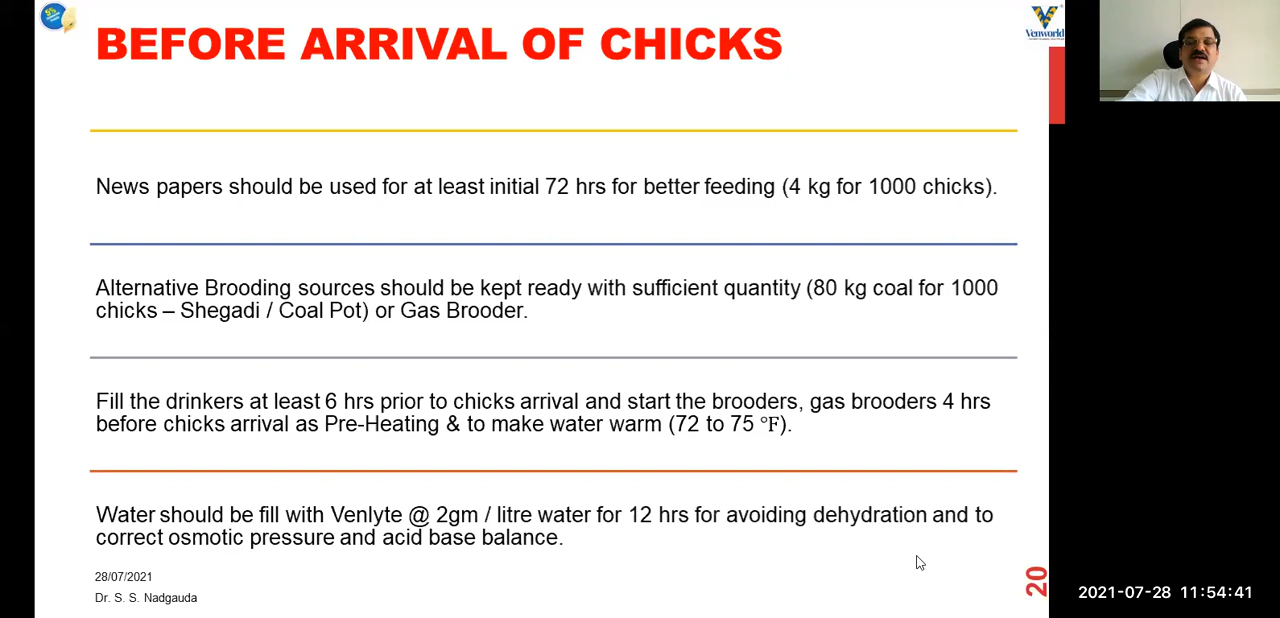 BEFORE ARRIVAL OF CHICKS
Venworld
News papers should be used for at least initial 72 hrs for better feeding (4 kg for 1000 chicks).
Alternative Brooding sources should be kept ready with sufficient quantity (80 kg coal for 1000
chicks – Shegadi / Coal Pot) or Gas Brooder.
Fill the drinkers at least 6 hrs prior to chicks arrival and start the brooders, gas brooders 4 hrs
before chicks arrival as Pre-Heating & to make water warm (72 to 75 °F).
Water should be fill with Venlyte @ 2gm / litre water for 12 hrs for avoiding dehydration and to
correct osmotic pressure and acid base balance.
28/07/2021
Dr. S. S. Nadgauda
20
2021-07-28 11:54:41